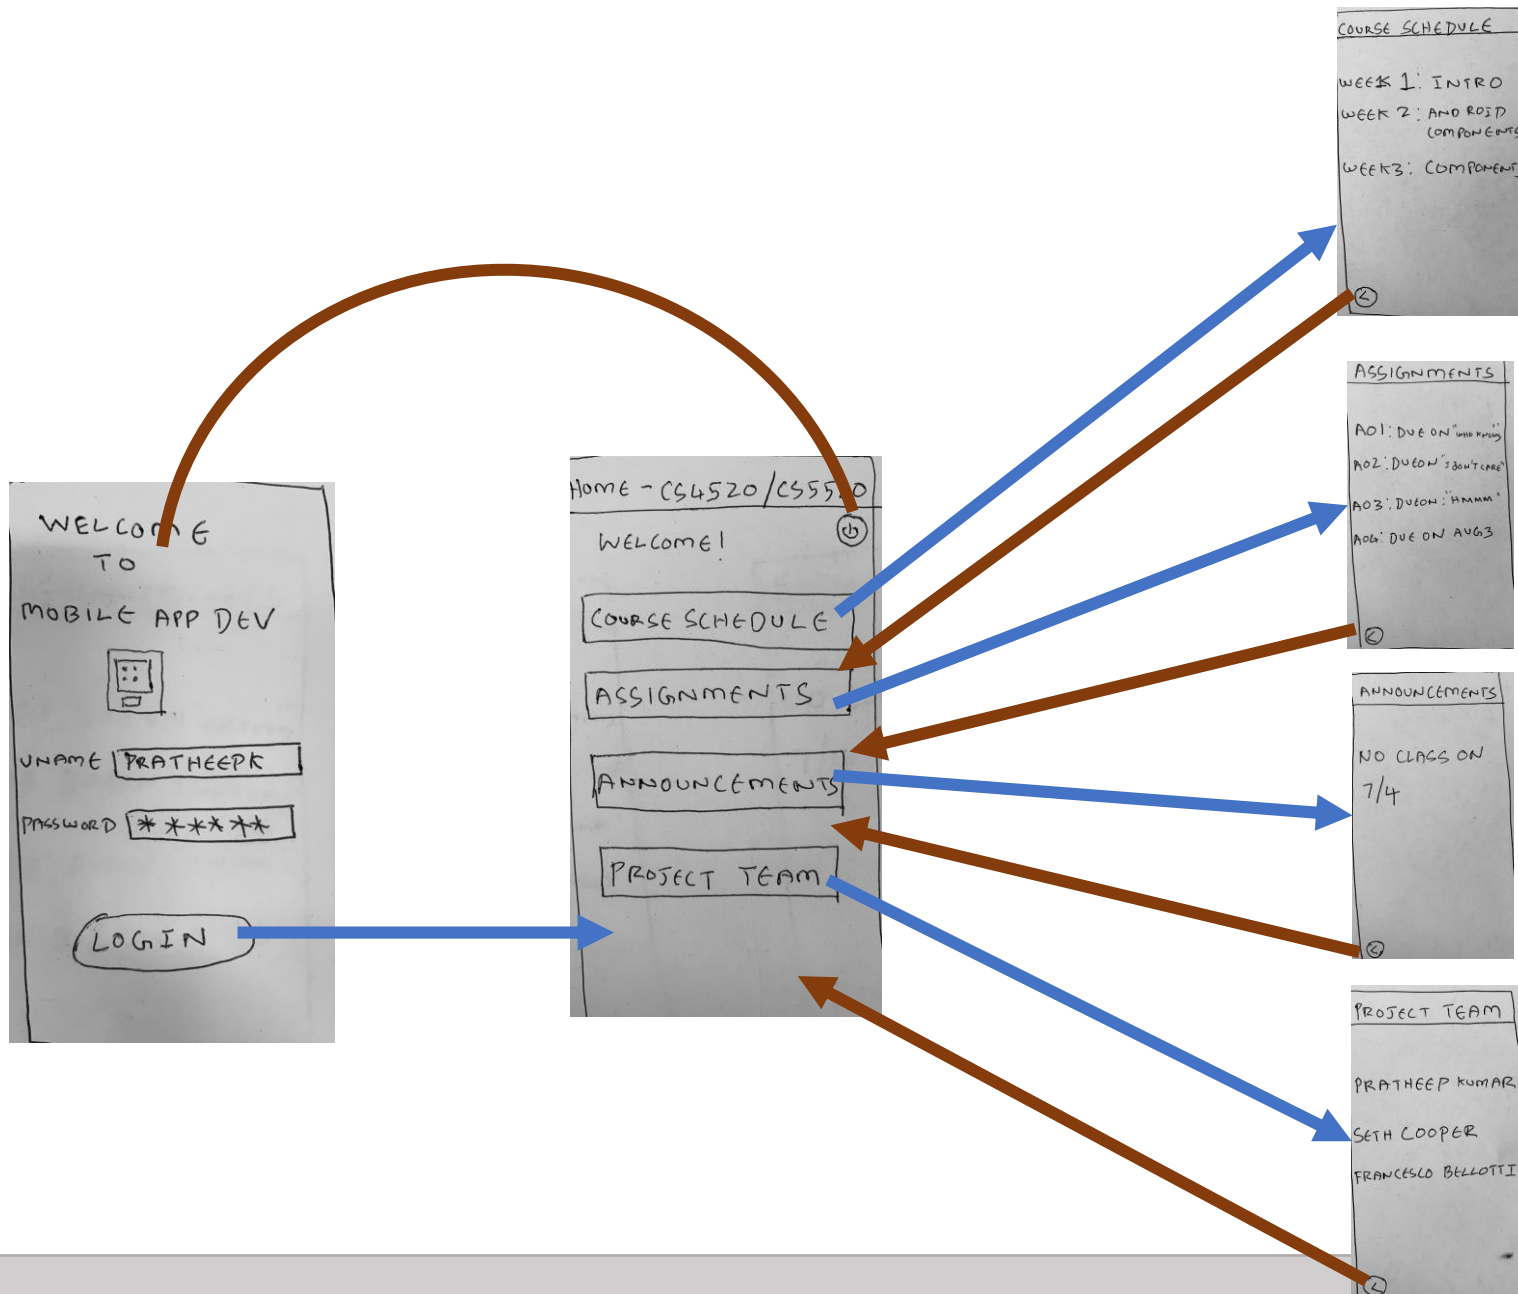 WELCOME
TO
MOBILE APP DEV
UNAME PRATHEEPK
PASSWORD ******
LOGIN
HOME - CS4520/CS5520
WELCOME!
COURSE SCHEDULE
ASSIGNMENTS
ANNOUNCEMENTS
PROJECT TEAM
COURSE SCHEDULE
WEEK 1: INTRO
WEEK 2: ANDROID
COMPONENTS
WEEK3: COMPONENTS
<
ASSIGNMENTS
A01: DUE ON "WHO KNOWS"
A02: DUE ON "I DON'T CARE"
A03: DUE ON: "HMMM"
DUE ON AUG3
<
ANNOUNCEMENTS
NO CLASS ON
7/4
<
PROJECT TEAM
PRATHEEP KUMAR
SETH COOPER
FRANCESCO BELLOTTI
<